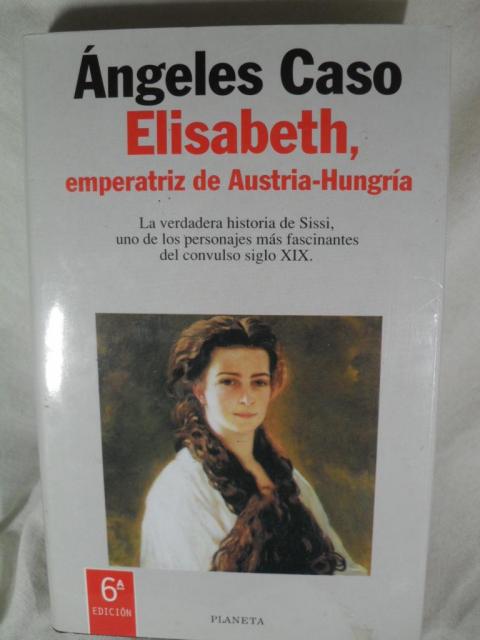 Ángeles Caso
Elisabeth,
emperatriz de Austria-Hungría
La verdadera historia de Sissi,
uno de los personajes más fascinantes
del convulso siglo XIX.
6ª
EDICIÓN
PLANETA